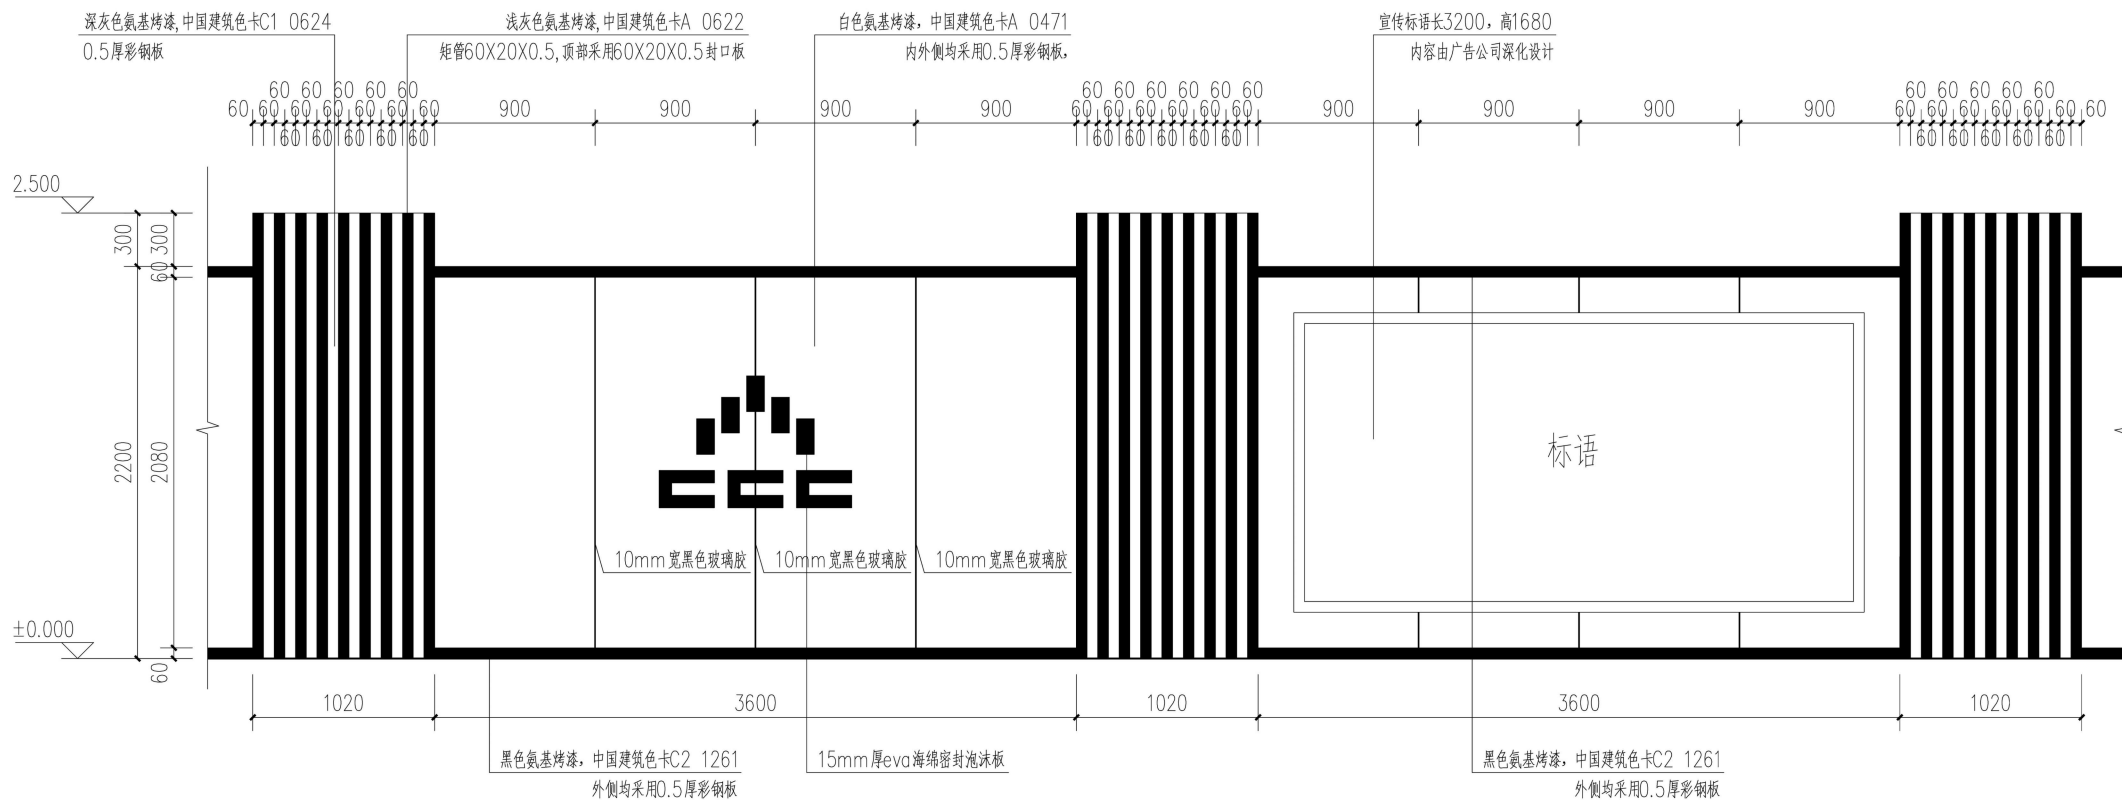 深灰色氨基烤漆,中国建筑色卡C1 0624
0.5厚彩钢板
浅灰色氨基烤漆,中国建筑色卡A 0622
矩管60X20X0.5,顶部采用60X20X0.5封口板
白色氨基烤漆，中国建筑色卡A 0471
内外侧均采用0.5厚彩钢板,
宣传标语长3200，高1680
内容由广告公司深化设计
60 60 60 60 60 60 60 60 60 60 60 60 60 60 60 60 60
900 900 900 900
60 60 60 60 60 60 60 60 60 60 60 60 60 60 60 60 60
900 900 900 900
60 60 60 60 60 60 60 60 60 60 60 60 60 60 60 60 60
2.500
300 300
60
2200 2080
±0.000
60
CCC
标语
10mm宽黑色玻璃胶 10mm宽黑色玻璃胶 10mm宽黑色玻璃胶
1020 3600 1020 3600 1020
黑色氨基烤漆，中国建筑色卡C2 1261
外侧均采用0.5厚彩钢板
15mm厚eva海绵密封泡沫板
黑色氨基烤漆，中国建筑色卡C2 1261
外侧均采用0.5厚彩钢板